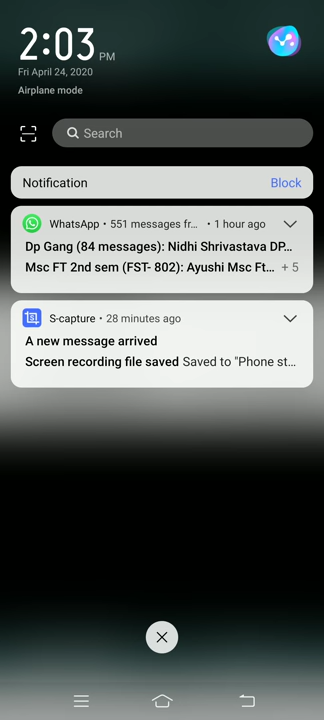 2:03 PM
Fri April 24, 2020
Airplane mode
Search
Notification Block
WhatsApp • 551 messages fr... • 1 hour ago
Dp Gang (84 messages): Nidhi Shrivastava DP...
Msc FT 2nd sem (FST- 802): Ayushi Msc Ft... + 5
S-capture • 28 minutes ago
A new message arrived
Screen recording file saved Saved to "Phone st...